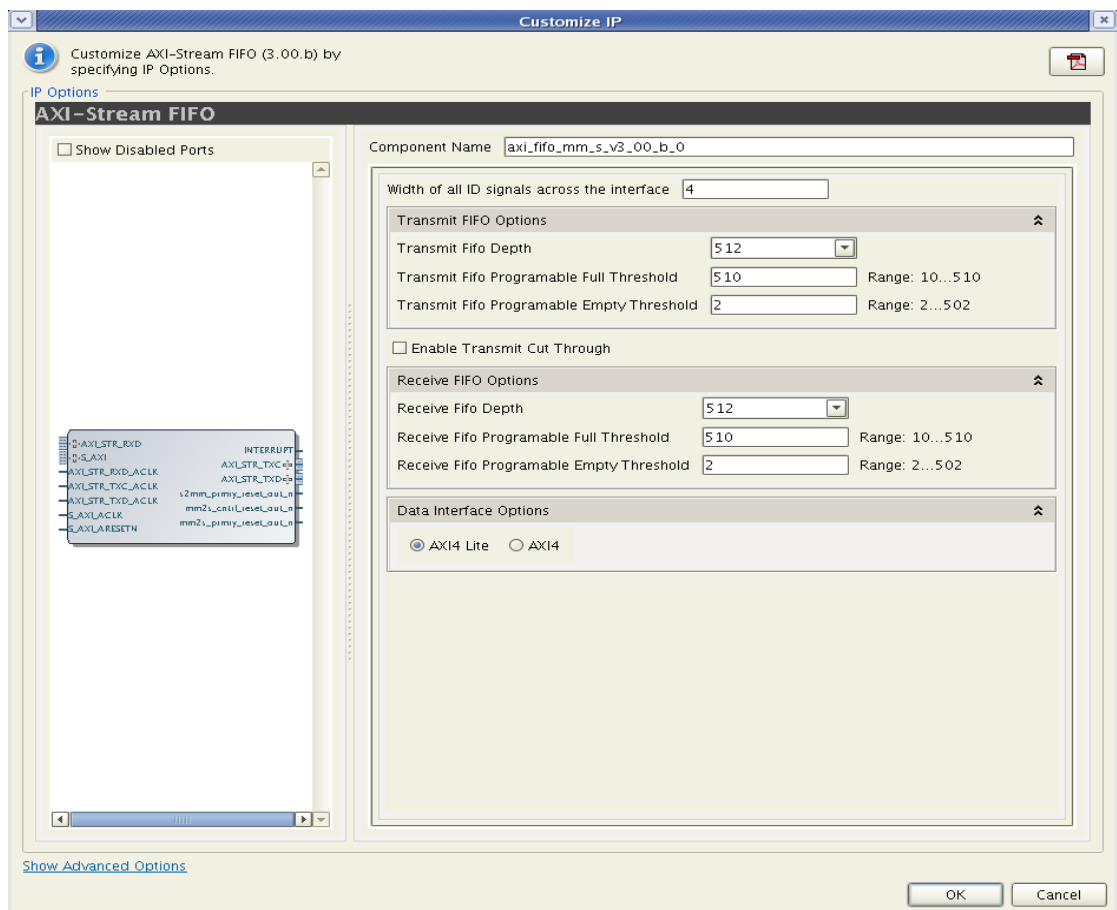 Customize IP
Customize AXI-Stream FIFO (3.00.b) by
specifying IP Options.
IP Options
AXI-Stream FIFO
Show Disabled Ports
AXI_STR_RXD
S_AXI
AXI_STR_RXD_ACLK
AXI_STR_TXC_ACLK
AXI_STR_TXD_ACLK
S_AXI_ACLK
S_AXI_ARESETN
INTERRUPT
AXI_STR_TXC
AXI_STR_TXD
s2mm_prmry_reset_out_n
mm2s_cntrl_reset_out_n
mm2s_prmry_reset_out_n
Component Name axi_fifo_mm_s_v3_00_b_0
Width of all ID signals across the interface 4
Transmit FIFO Options
Transmit Fifo Depth 512
Transmit Fifo Programable Full Threshold 510 Range: 10...510
Transmit Fifo Programable Empty Threshold 2 Range: 2...502
Enable Transmit Cut Through
Receive FIFO Options
Receive Fifo Depth 512
Receive Fifo Programable Full Threshold 510 Range: 10...510
Receive Fifo Programable Empty Threshold 2 Range: 2...502
Data Interface Options
AXI4 Lite AXI4
Show Advanced Options
OK Cancel